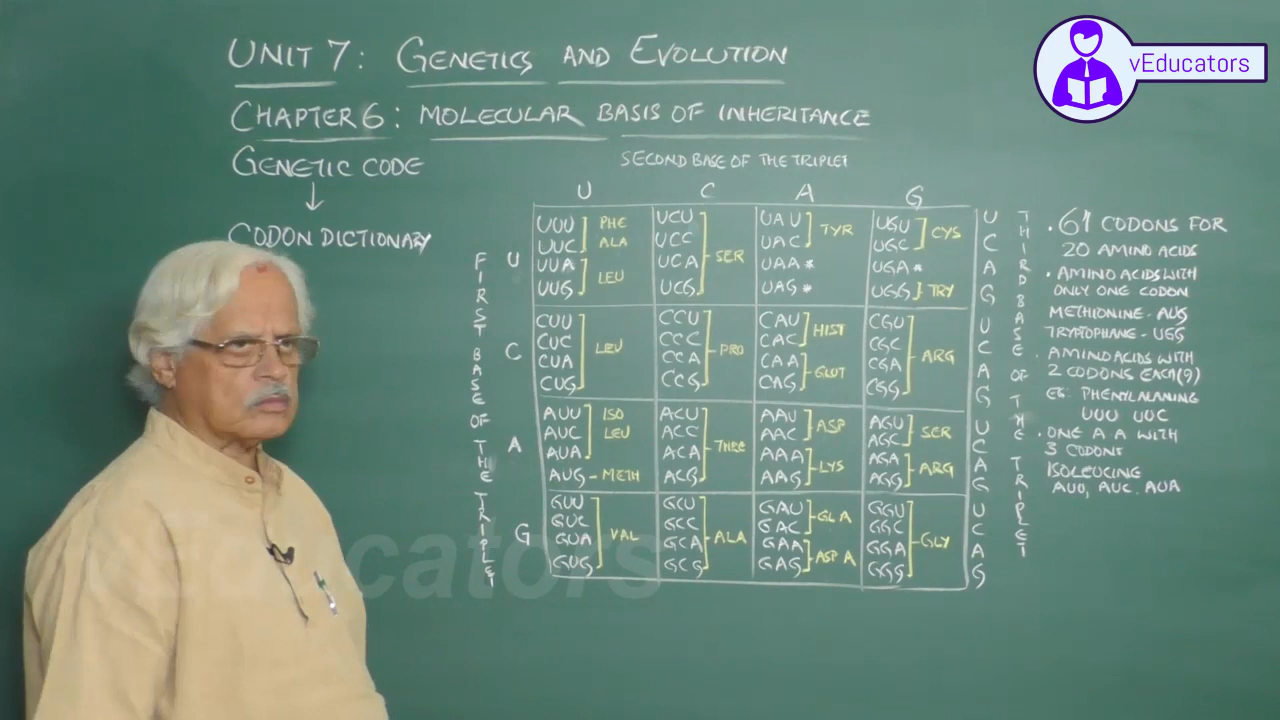 UNIT 7: GENETICS AND EVOLUTION
vEducators
CHAPTER 6: MOLECULAR BASIS OF INHERITANCE
GENETIC CODE
↓
CODON DICTIONARY
SECOND BASE OF THE TRIPLET
U C A G
FIRST BASE OF THE TRIPLET
U
UUU UUC PHE ALA
UUA UUG LEU
UCU UCC UCA UCG SER
UAU UAC TYR
UAA*
UAG*
UGU UGC CYS
UGA*
UGG TRY
U C A G
C
CUU CUC CUA CUG LEU
CCU CCC CCA CCG PRO
CAU CAC HIST
CAA CAG GLUT
CGU CGC CGA CGG ARG
U C A G
A
AUU AUC AUA ISO LEU
AUG - METH
ACU ACC ACA ACG THRE
AAU AAC ASP
AAA AAG LYS
AGU AGC SER
AGA AGG ARG
U C A G
G
GUU GUC GUA GUG VAL
GCU GCC GCA GCG ALA
GAU GAC GLA
GAA GAG ASP A
GGU GGC GGA GGG GLY
U C A G
THIRD BASE OF THE TRIPLET
. 61 CODONS FOR
20 AMINO ACIDS
. AMINO ACIDS WITH
ONLY ONE CODON
METHIONINE - AUG
TRYPTOPHANE - UGG
. AMINO ACIDS WITH
2 CODONS EACH (9)
EG: PHENYLALANINE
UUU UUC
. ONE A A WITH
3 CODONS
ISOLEUCINE
AUU, AUC, AUA
vEducators